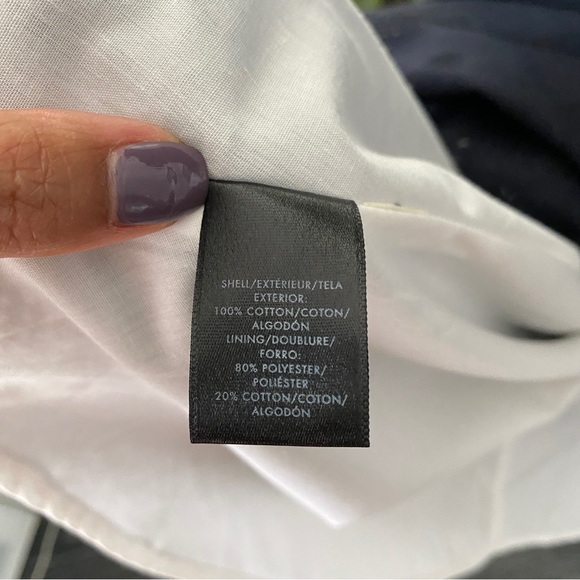 SHELL/EXTÉRIEUR/TELA
EXTERIOR:
100% COTTON/COTON/
ALGODÓN
LINING/DOUBLURE/
FORRO:
80% POLYESTER/
POLIÉSTER
20% COTTON/COTON/
ALGODÓN